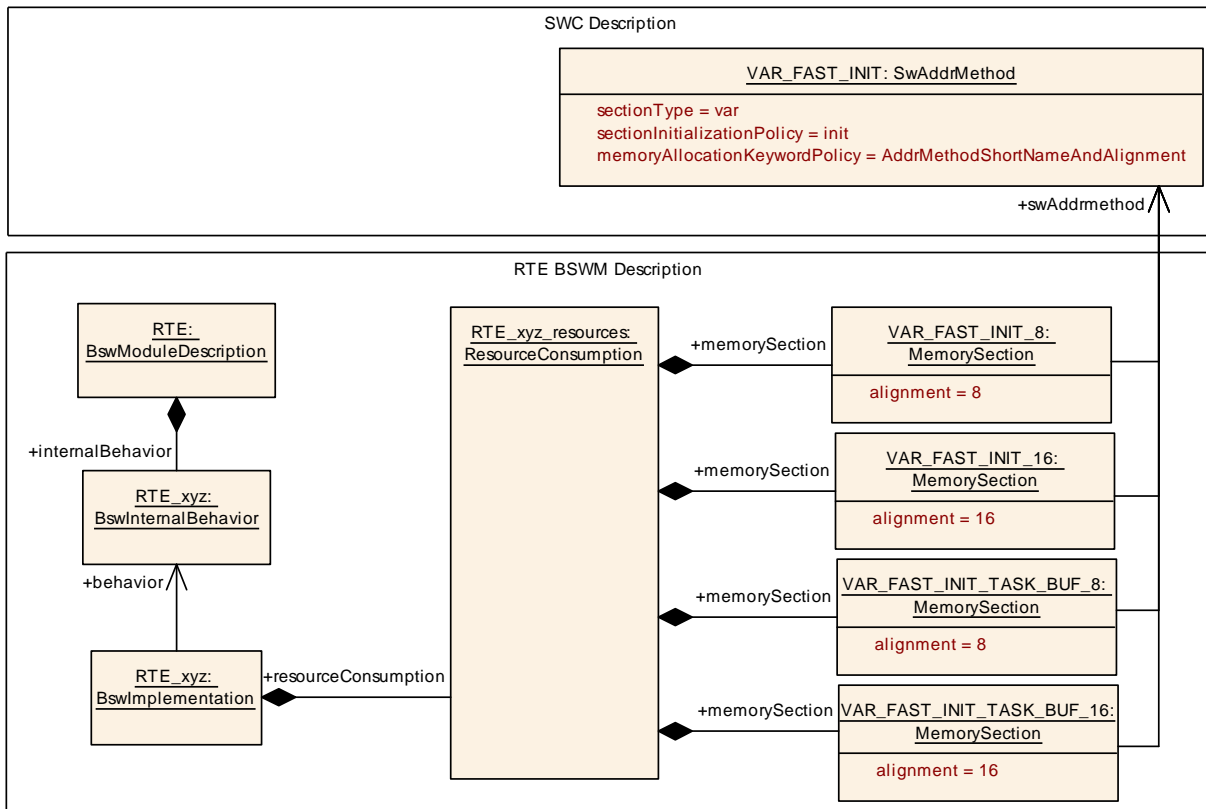 SWC Description
VAR_FAST_INIT: SwAddrMethod
sectionType = var
sectionInitializationPolicy = init
memoryAllocationKeywordPolicy = AddrMethodShortNameAndAlignment
+swAddrmethod
RTE BSWM Description
RTE:
BswModuleDescription
+internalBehavior
RTE_xyz:
BswInternalBehavior
+behavior
RTE_xyz:
BswImplementation
+resourceConsumption
RTE_xyz_resources:
ResourceConsumption
+memorySection
VAR_FAST_INIT_8:
MemorySection
alignment = 8
+memorySection
VAR_FAST_INIT_16:
MemorySection
alignment = 16
+memorySection
VAR_FAST_INIT_TASK_BUF_8:
MemorySection
alignment = 8
+memorySection
VAR_FAST_INIT_TASK_BUF_16:
MemorySection
alignment = 16